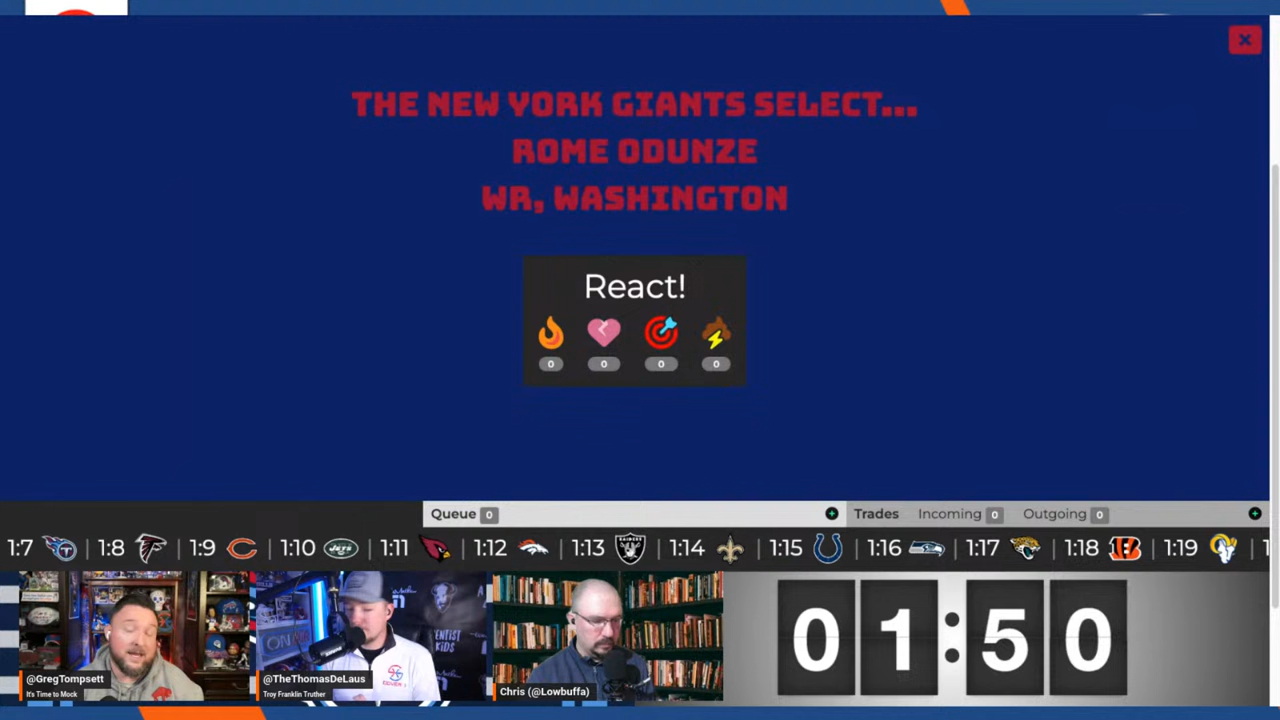 THE NEW YORK GIANTS SELECT...
ROME ODUNZE
WR, WASHINGTON
React!
0 0 0 0
Queue 0 Trades Incoming 0 Outgoing 0
1:7 1:8 1:9 1:10 1:11 1:12 1:13 RAIDERS 1:14 1:15 1:16 1:17 1:18 1:19 1
@GregTompsett
It's Time to Mock
@TheThomasDeLaus
Troy Franklin Truther
Chris (@Lowbuffa)
01:50